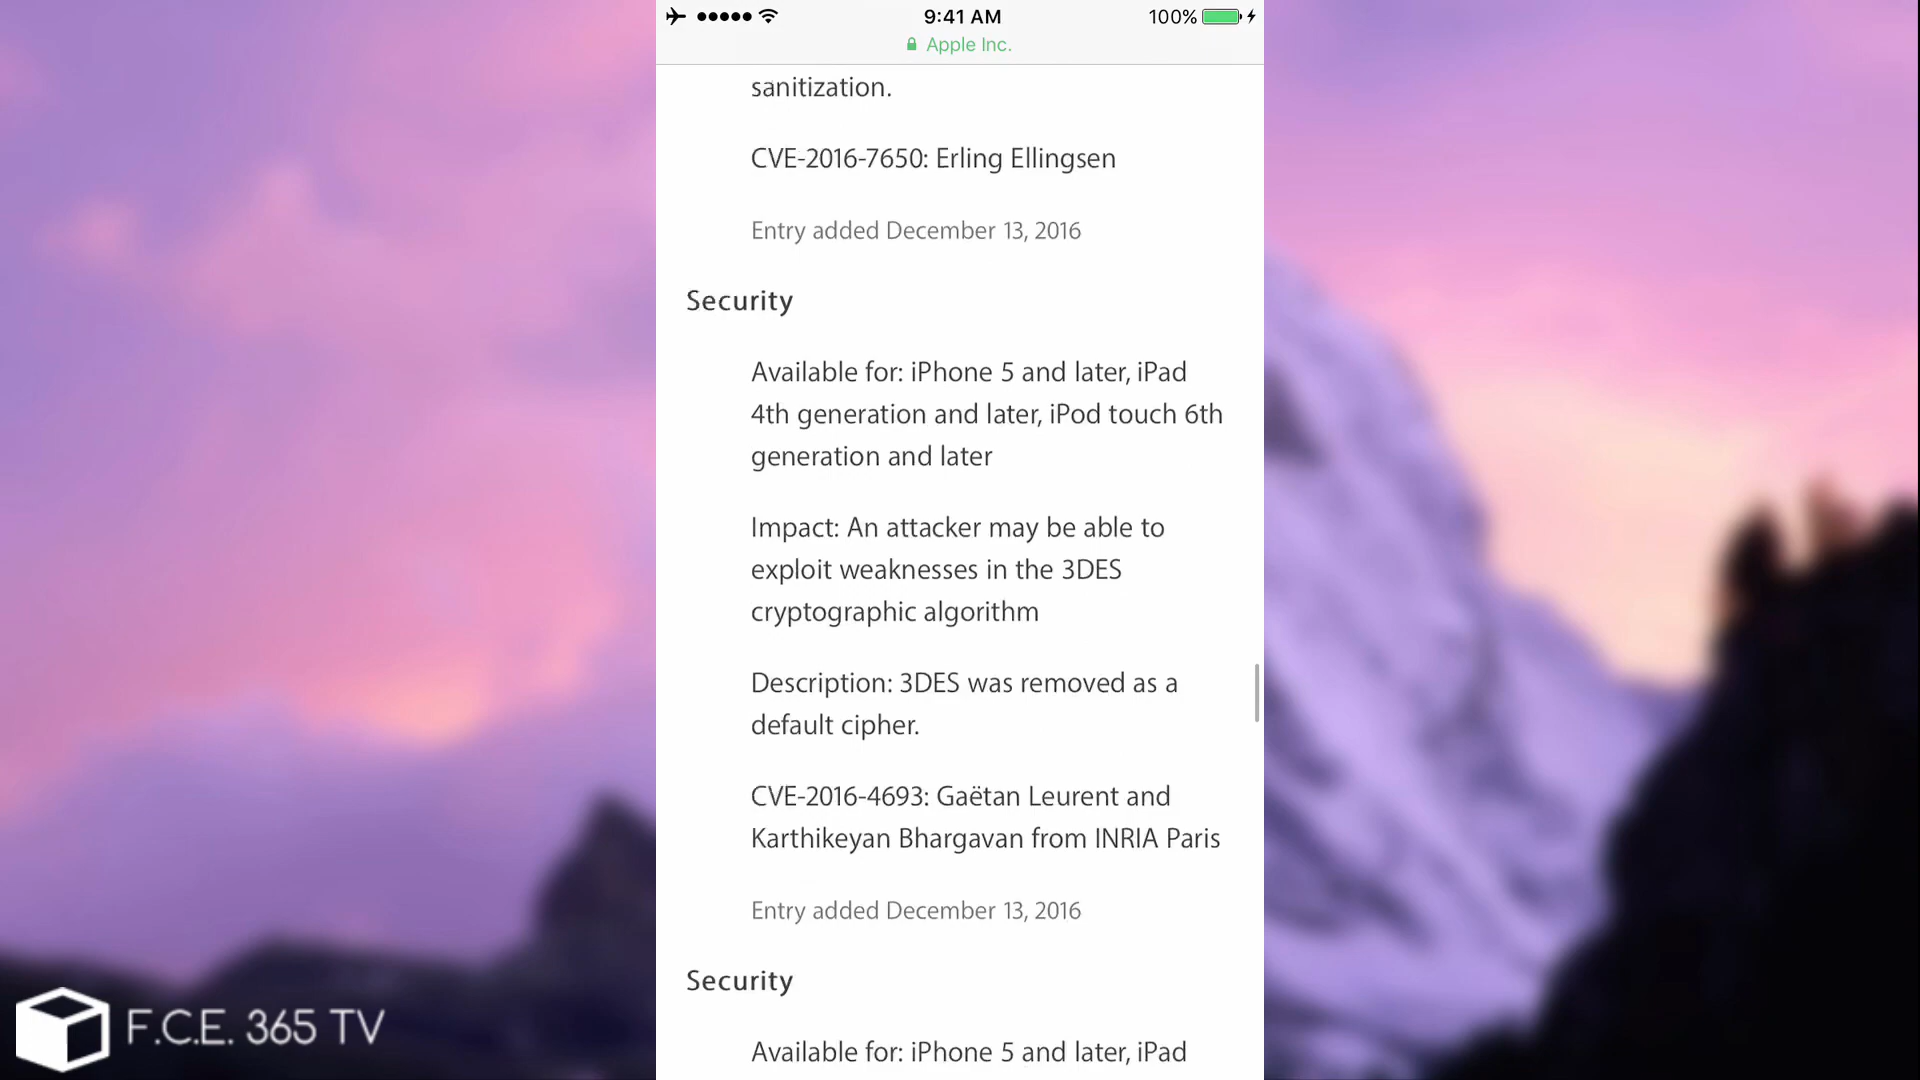 9:41 AM
100%
Apple Inc.
sanitization.
CVE-2016-7650: Erling Ellingsen
Entry added December 13, 2016
Security
Available for: iPhone 5 and later, iPad
4th generation and later, iPod touch 6th
generation and later
Impact: An attacker may be able to
exploit weaknesses in the 3DES
cryptographic algorithm
Description: 3DES was removed as a
default cipher.
CVE-2016-4693: Gaëtan Leurent and
Karthikeyan Bhargavan from INRIA Paris
Entry added December 13, 2016
Security
Available for: iPhone 5 and later, iPad
F.C.E. 365 TV